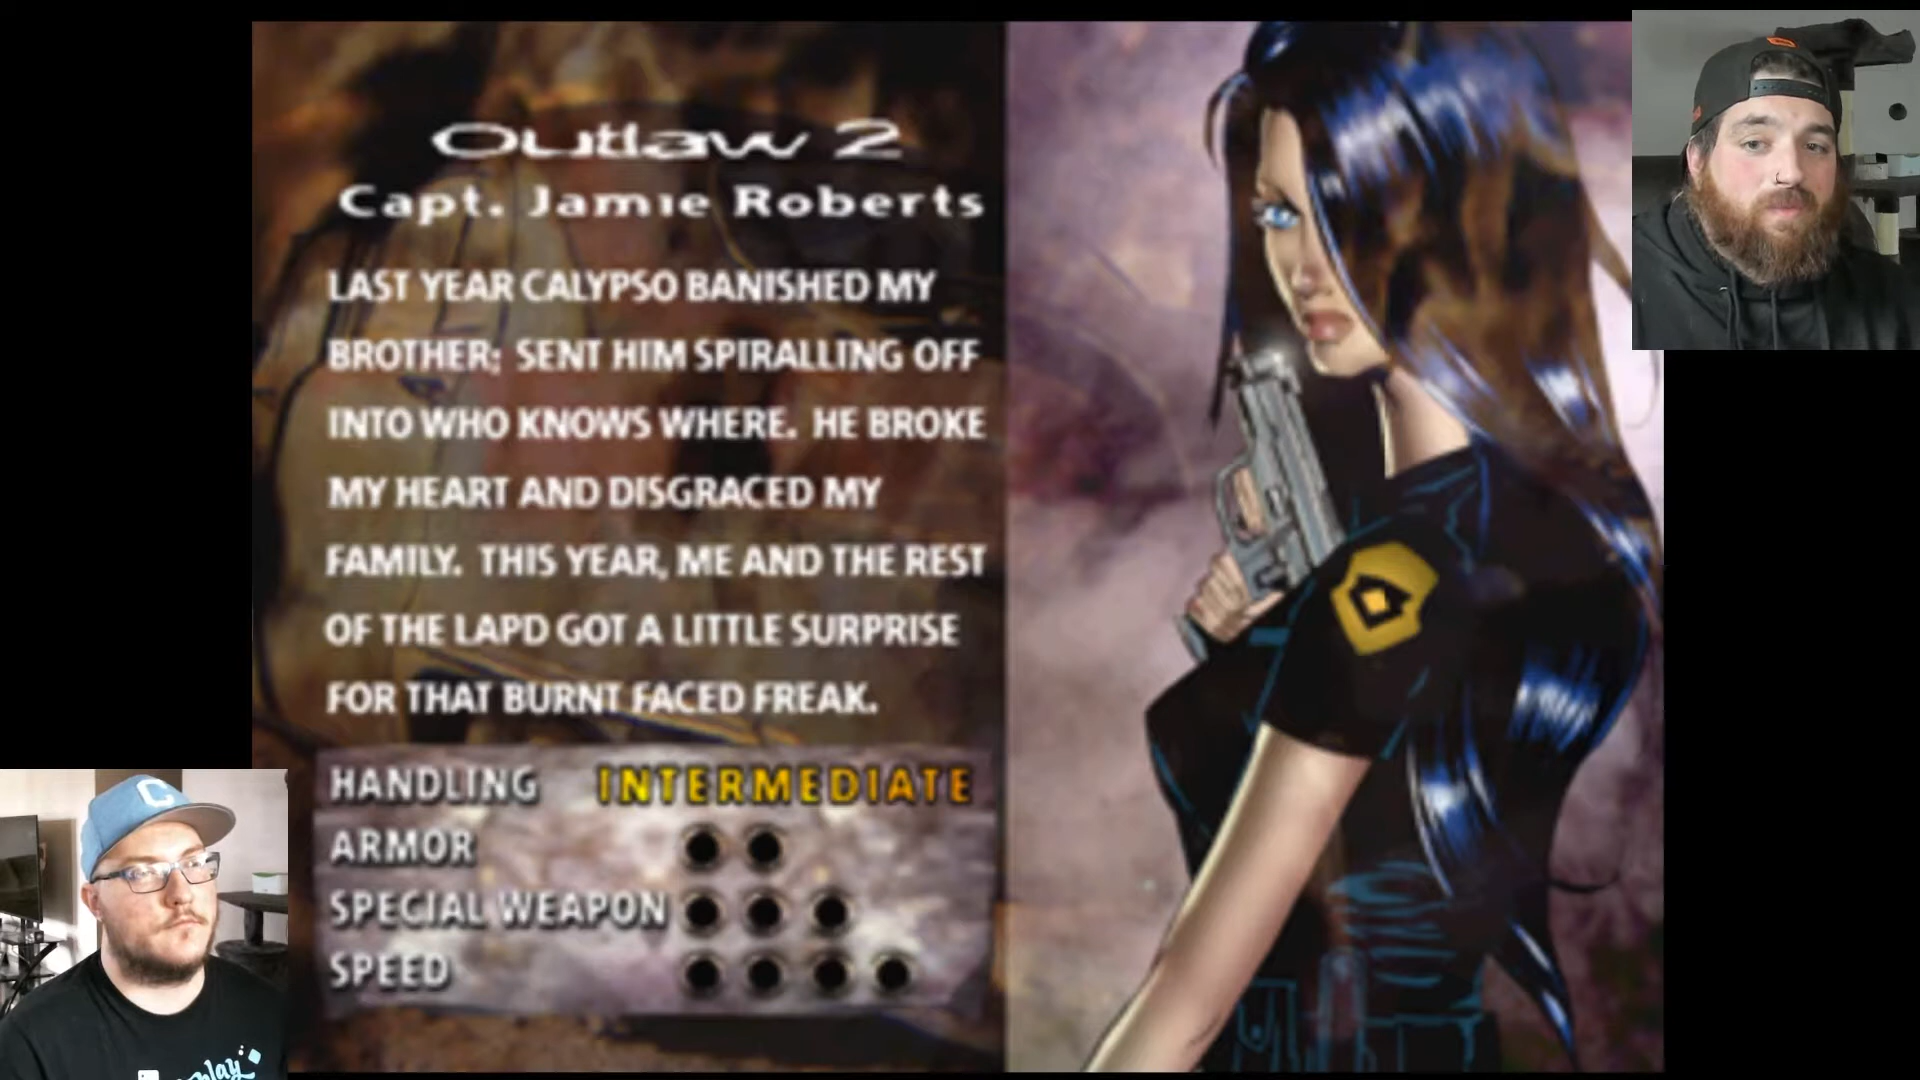 Outlaw 2
Capt. Jamie Roberts
LAST YEAR CALYPSO BANISHED MY
BROTHER; SENT HIM SPIRALLING OFF
INTO WHO KNOWS WHERE. HE BROKE
MY HEART AND DISGRACED MY
FAMILY. THIS YEAR, ME AND THE REST
OF THE LAPD GOT A LITTLE SURPRISE
FOR THAT BURNT FACED FREAK.
HANDLING INTERMEDIATE
ARMOR
SPECIAL WEAPON
SPEED
C